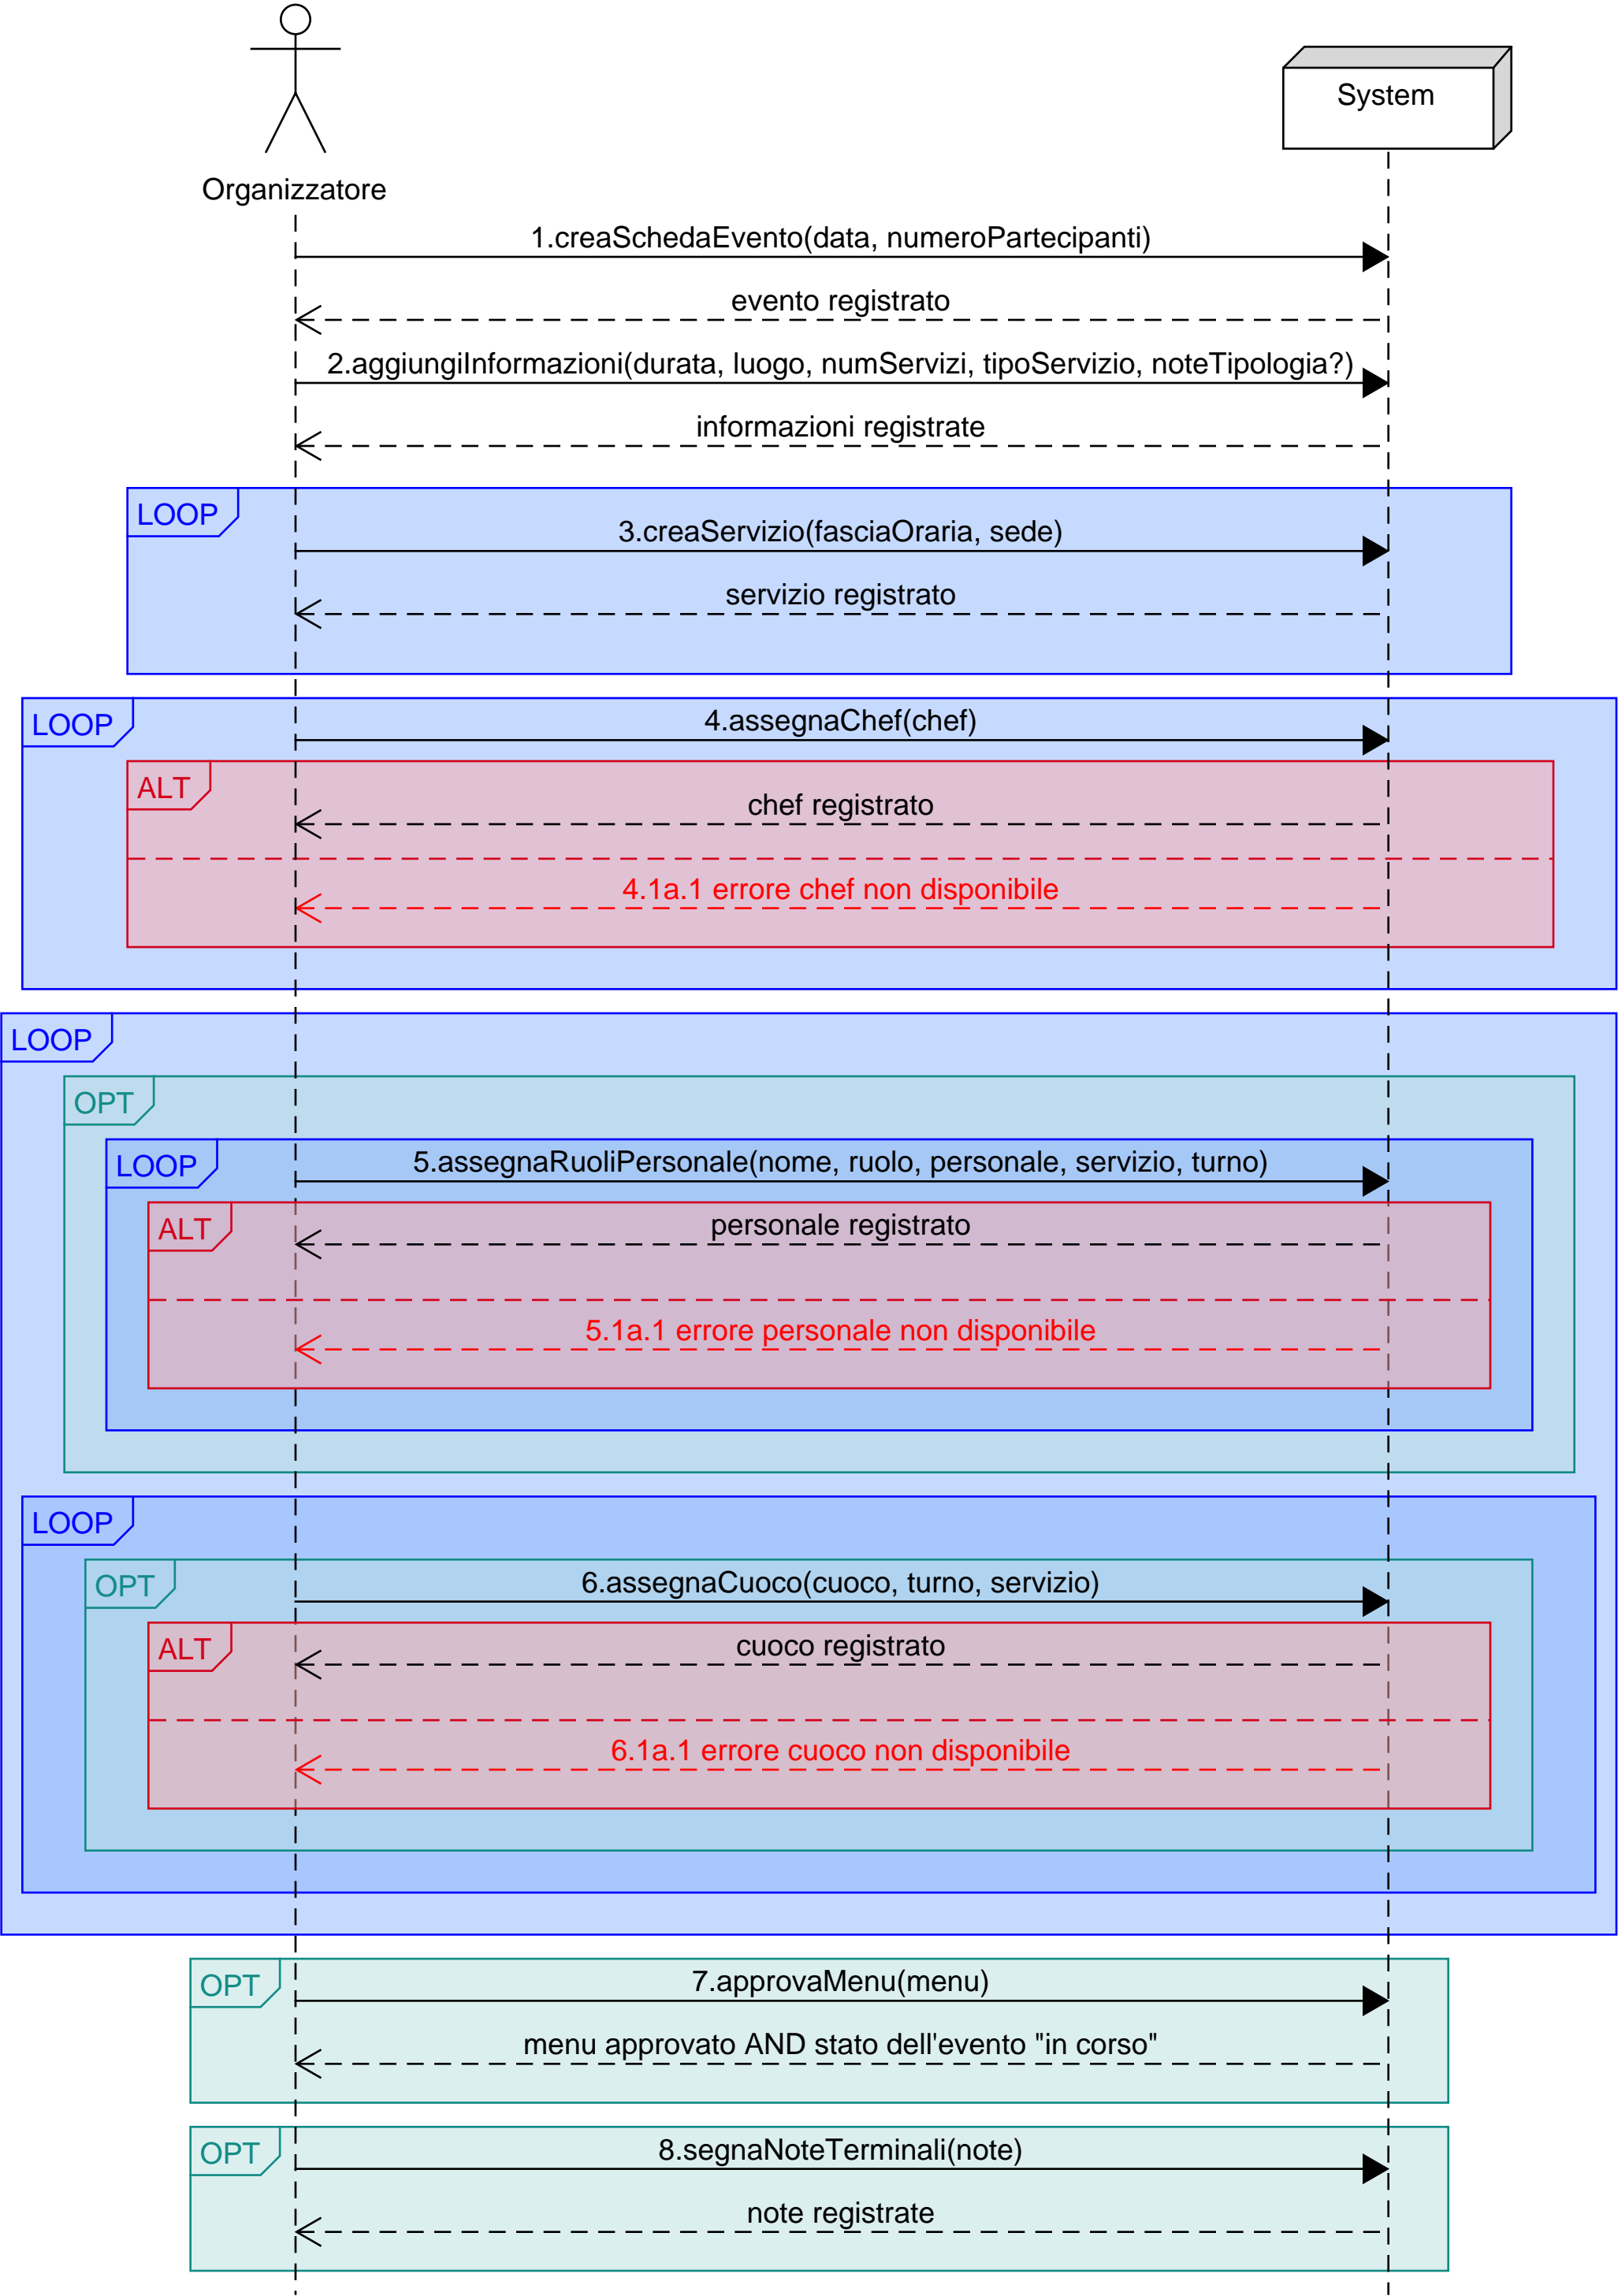 System
Organizzatore
1.creaSchedaEvento(data, numeroPartecipanti)
evento registrato
2.aggiungiInformazioni(durata, luogo, numServizi, tipoServizio, noteTipologia?)
informazioni registrate
LOOP
3.creaServizio(fasciaOraria, sede)
servizio registrato
LOOP
4.assegnaChef(chef)
ALT
chef registrato
4.1a.1 errore chef non disponibile
LOOP
OPT
LOOP
5.assegnaRuoliPersonale(nome, ruolo, personale, servizio, turno)
ALT
personale registrato
5.1a.1 errore personale non disponibile
LOOP
OPT
6.assegnaCuoco(cuoco, turno, servizio)
ALT
cuoco registrato
6.1a.1 errore cuoco non disponibile
OPT
7.approvaMenu(menu)
menu approvato AND stato dell'evento "in corso"
OPT
8.segnaNoteTerminali(note)
note registrate